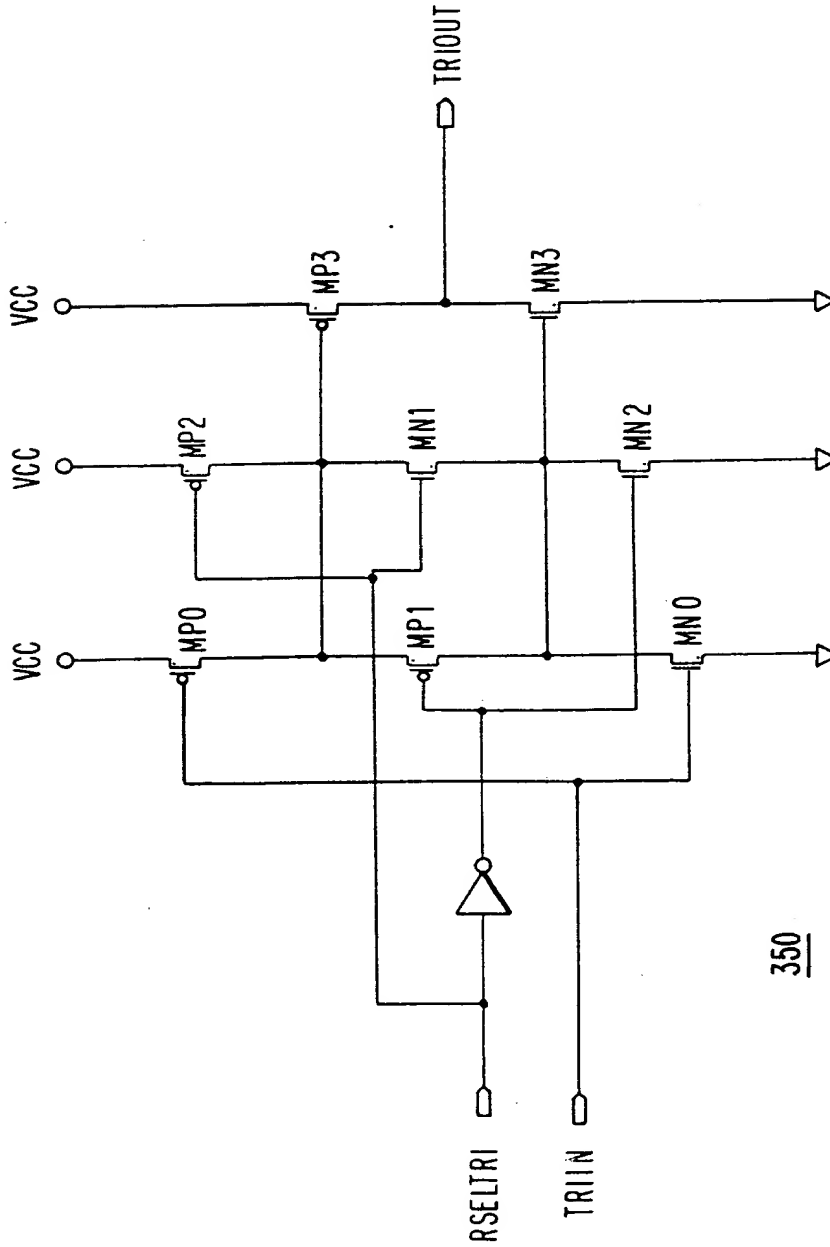 VCC
VCC
VCC
MP0
MP2
MP3
MP1
MN1
TRIOUT
MN0
MN2
MN3
RSELTRI
TRIIN
350